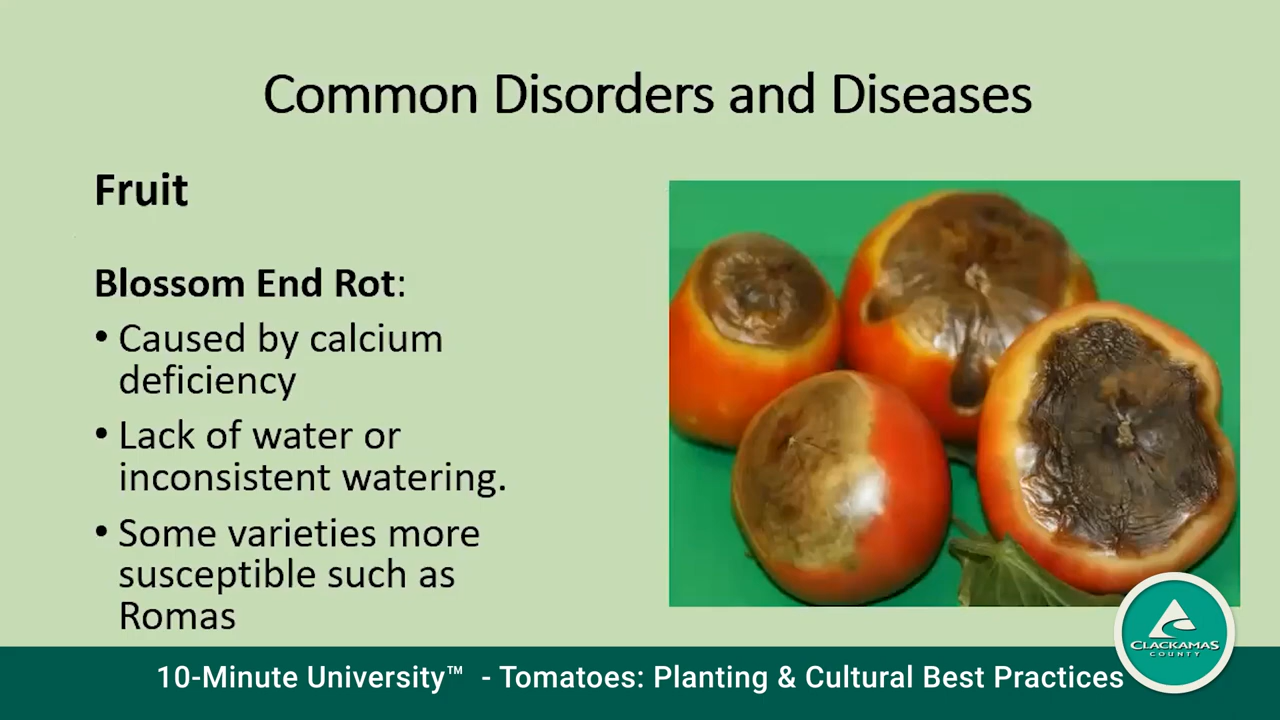 Common Disorders and Diseases
Fruit
Blossom End Rot:
• Caused by calcium
deficiency
• Lack of water or
inconsistent watering.
• Some varieties more
susceptible such as
Romas
CLACKAMAS
COUNTY
10-Minute University™ - Tomatoes: Planting & Cultural Best Practices